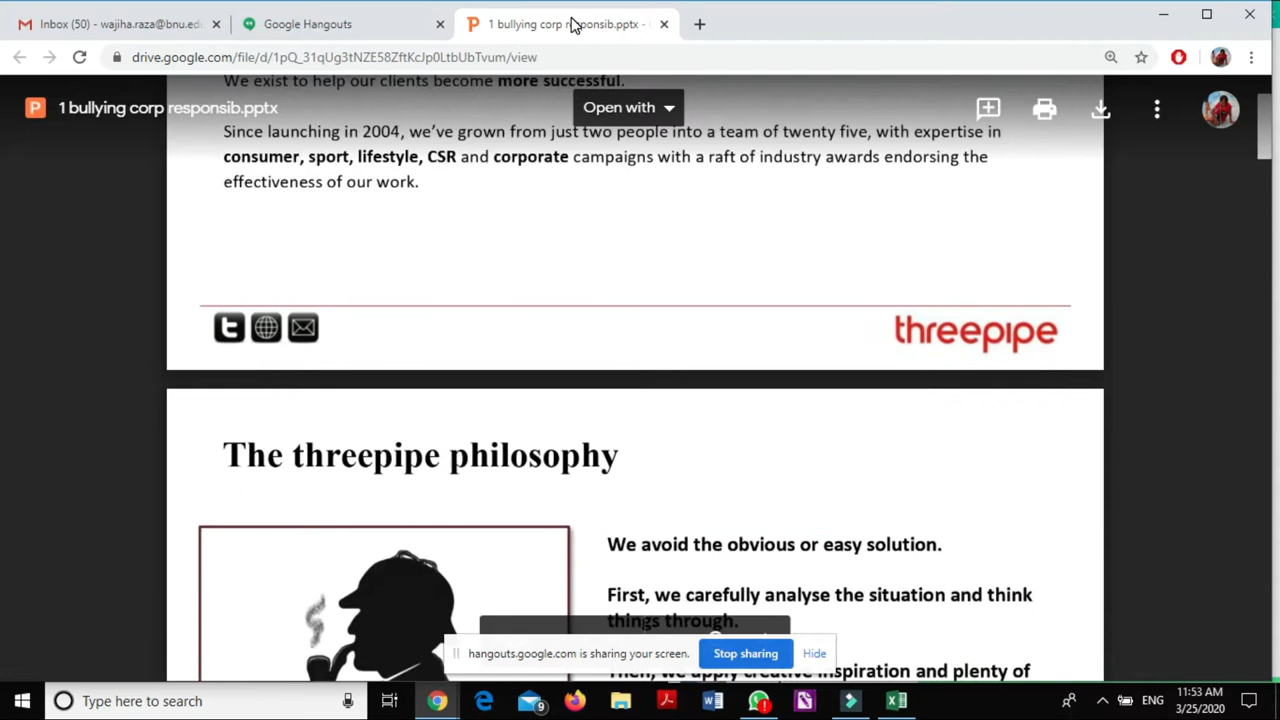 Inbox (50) - wajiha.raza@bnu.edu.
Google Hangouts
1 bullying corp responsib.pptx -
drive.google.com/file/d/1pQ_31qUg3tNZE58ZftKcJp0LtbUbTvum/view
We exist to help our clients become more successful.
1 bullying corp responsib.pptx
Open with
Since launching in 2004, we've grown from just two people into a team of twenty five, with expertise in
consumer, sport, lifestyle, CSR and corporate campaigns with a raft of industry awards endorsing the
effectiveness of our work.
threepipe
The threepipe philosophy
We avoid the obvious or easy solution.
First, we carefully analyse the situation and think
things through.
hangouts.google.com is sharing your screen.
Stop sharing
Hide
Then, we apply creative inspiration and plenty of
Type here to search
9
ENG
11:53 AM
3/25/2020